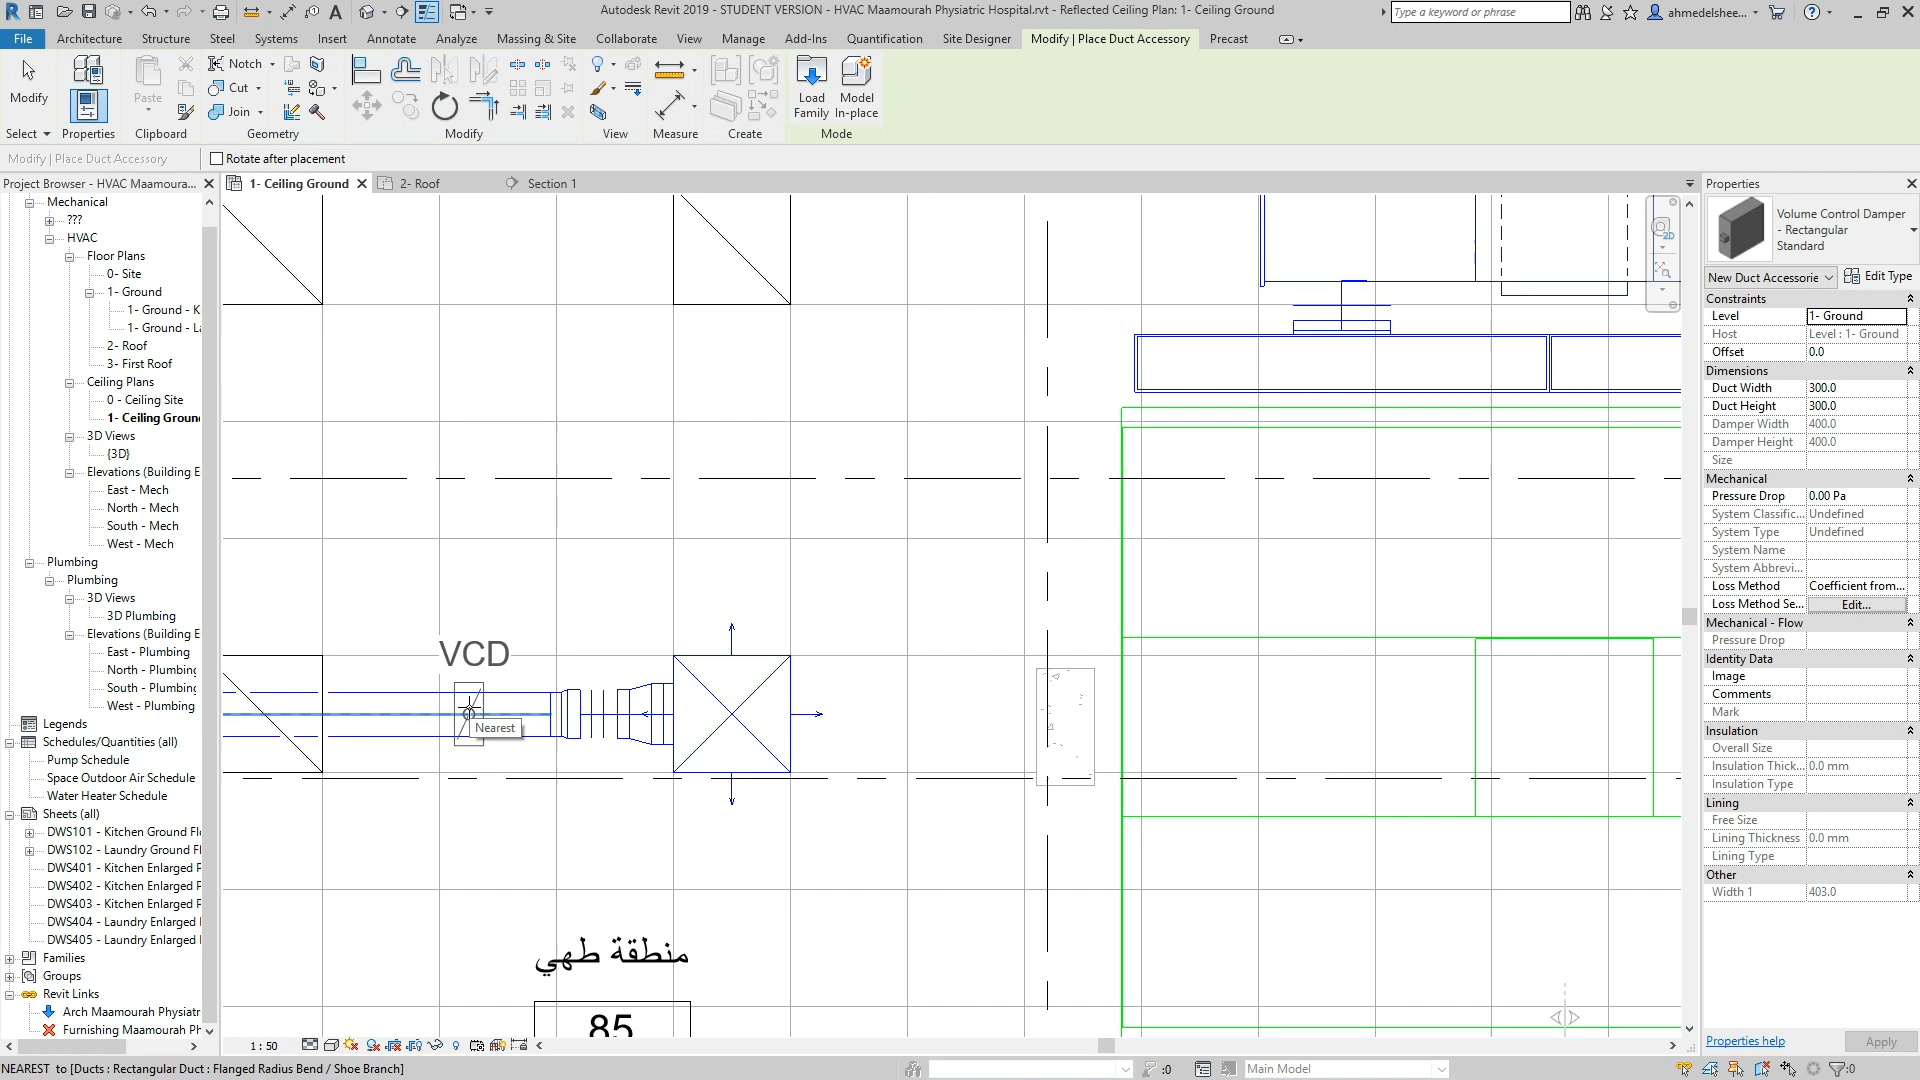 Autodesk Revit 2019 - STUDENT VERSION - HVAC Maamourah Physiatric Hospital.rvt - Reflected Ceiling Plan: 1- Ceiling Ground
Type a keyword or phrase
ahmedelshee...
File Architecture Structure Steel Systems Insert Annotate Analyze Massing & Site Collaborate View Manage Add-Ins Quantification Site Designer Modify | Place Duct Accessory Precast
Modify
Paste
Notch
Cut
Join
Load Family
Model In-place
Select Properties Clipboard Geometry Modify View Measure Create Mode
Modify | Place Duct Accessory
Rotate after placement
Project Browser - HVAC Maamoura...
1- Ceiling Ground
2- Roof
Section 1
Mechanical
???
HVAC
Floor Plans
0- Site
1- Ground
1- Ground - K
1- Ground - La
2- Roof
3- First Roof
Ceiling Plans
0 - Ceiling Site
1- Ceiling Ground
3D Views
{3D}
Elevations (Building E
East - Mech
North - Mech
South - Mech
West - Mech
Plumbing
Plumbing
3D Views
3D Plumbing
Elevations (Building E
East - Plumbing
North - Plumbing
South - Plumbing
West - Plumbing
Legends
Schedules/Quantities (all)
Pump Schedule
Space Outdoor Air Schedule
Water Heater Schedule
Sheets (all)
DWS101 - Kitchen Ground Fl
DWS102 - Laundry Ground Fl
DWS401 - Kitchen Enlarged P
DWS402 - Kitchen Enlarged P
DWS403 - Kitchen Enlarged P
DWS404 - Laundry Enlarged
DWS405 - Laundry Enlarged
Families
Groups
Revit Links
Arch Maamourah Physiatr
Furnishing Maamourah Ph
VCD
Nearest
منطقة طهي
85
2D
1 : 50
Properties
Volume Control Damper
- Rectangular
Standard
New Duct Accessorie
Edit Type
Constraints
Level 1- Ground
Host Level : 1- Ground
Offset 0.0
Dimensions
Duct Width 300.0
Duct Height 300.0
Damper Width 400.0
Damper Height 400.0
Size
Mechanical
Pressure Drop 0.00 Pa
System Classific... Undefined
System Type Undefined
System Name
System Abbrevi...
Loss Method Coefficient from...
Loss Method Se... Edit...
Mechanical - Flow
Pressure Drop
Identity Data
Image
Comments
Mark
Insulation
Overall Size
Insulation Thick... 0.0 mm
Insulation Type
Lining
Free Size
Lining Thickness 0.0 mm
Lining Type
Other
Width 1 403.0
Properties help
Apply
NEAREST to [Ducts : Rectangular Duct : Flanged Radius Bend / Shoe Branch]
:0
Main Model
:0